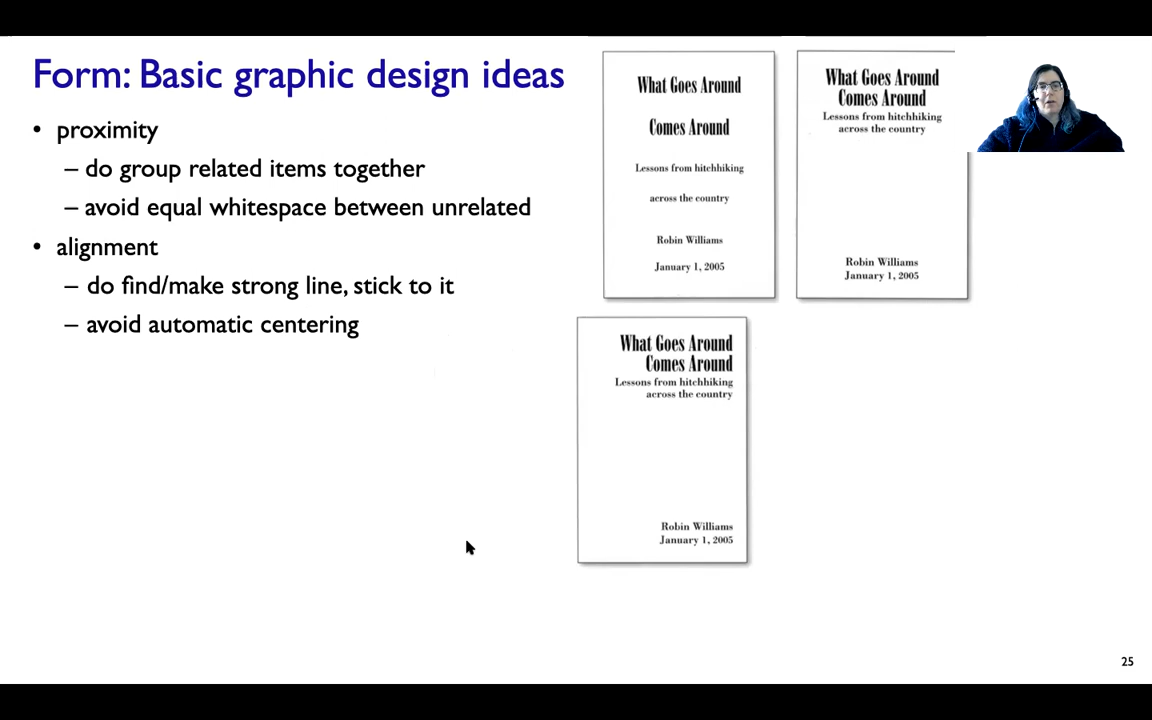 Form: Basic graphic design ideas
• proximity
– do group related items together
– avoid equal whitespace between unrelated
• alignment
– do find/make strong line, stick to it
– avoid automatic centering
What Goes Around
Comes Around
Lessons from hitchhiking
across the country
Robin Williams
January 1, 2005
What Goes Around
Comes Around
Lessons from hitchhiking
across the country
Robin Williams
January 1, 2005
What Goes Around
Comes Around
Lessons from hitchhiking
across the country
Robin Williams
January 1, 2005
25